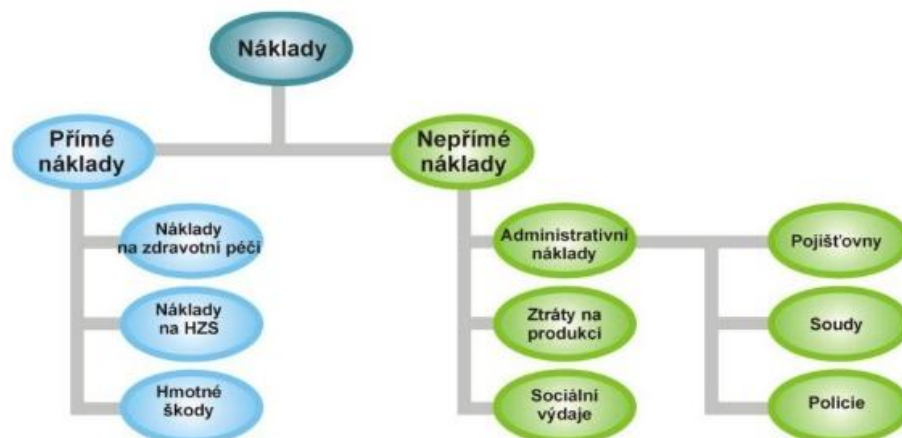 Náklady
Přímé
náklady
Nepřímé
náklady
Náklady
na zdravotní péči
Náklady
na HZS
Hmotné
škody
Administrativní
náklady
Ztráty na
produkci
Sociální
výdaje
Pojišťovny
Soudy
Policie